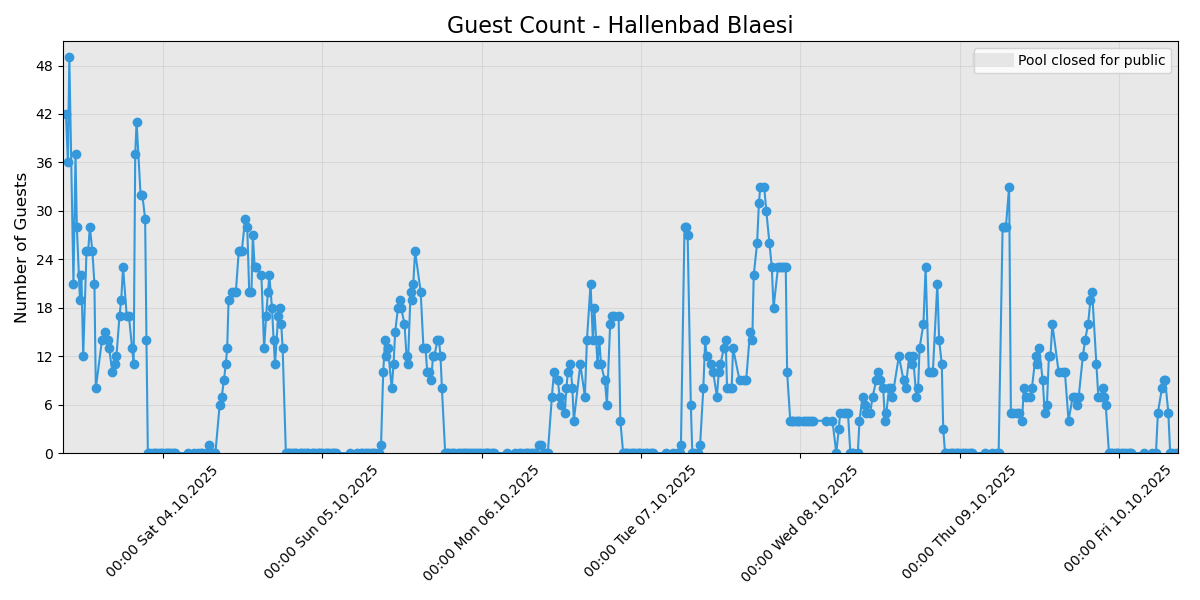 Guest Count - Hallenbad Blaesi
Pool closed for public
Number of Guests
48
42
36
30
24
18
12
6
0
00:00 Sat 04.10.2025
00:00 Sun 05.10.2025
00:00 Mon 06.10.2025
00:00 Tue 07.10.2025
00:00 Wed 08.10.2025
00:00 Thu 09.10.2025
00:00 Fri 10.10.2025